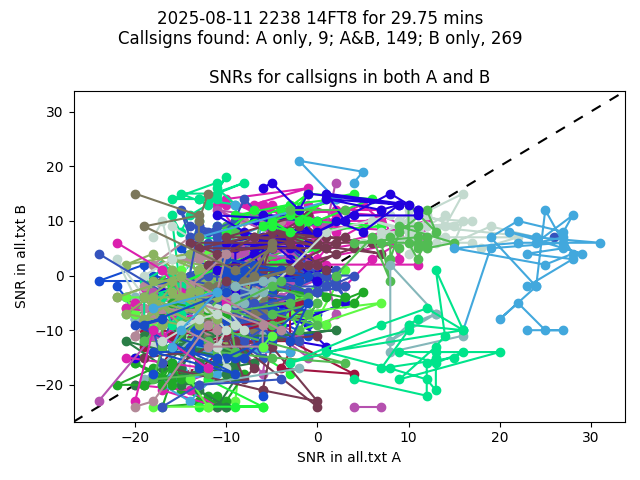 2025-08-11 2238 14FT8 for 29.75 mins
Callsigns found: A only, 9; A&B, 149; B only, 269
SNRs for callsigns in both A and B
30
20
10
0
−10
−20
SNR in all.txt B
−20
−10
0
10
20
30
SNR in all.txt A